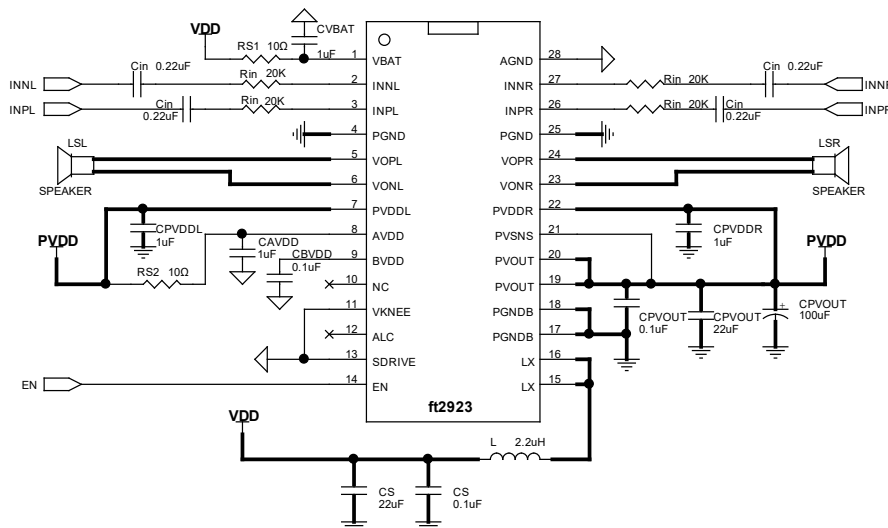 VDD
RS1 10Ω
CVBAT
1uF
1 VBAT
AGND 28
INNL
Cin 0.22uF
Rin 20K
2 INNL
INNR 27
Rin 20K
Cin 0.22uF
INNR
INPL
Cin
0.22uF
Rin 20K
3 INPL
INPR 26
Rin 20K
Cin
0.22uF
INPR
4 PGND
PGND 25
LSL
SPEAKER
5 VOPL
VOPR 24
LSR
SPEAKER
6 VONL
VONR 23
7 PVDDL
PVDDR 22
CPVDDL
1uF
CPVDDR
1uF
PVDD
8 AVDD
PVSNS 21
PVDD
CAVDD
1uF
CBVDD
0.1uF
9 BVDD
PVOUT 20
RS2 10Ω
10 NC
PVOUT 19
11 VKNEE
PGNDB 18
CPVOUT
0.1uF
CPVOUT
22uF
+
CPVOUT
100uF
12 ALC
PGNDB 17
13 SDRIVE
LX 16
EN
14 EN
LX 15
ft2923
VDD
L 2.2uH
CS
22uF
CS
0.1uF